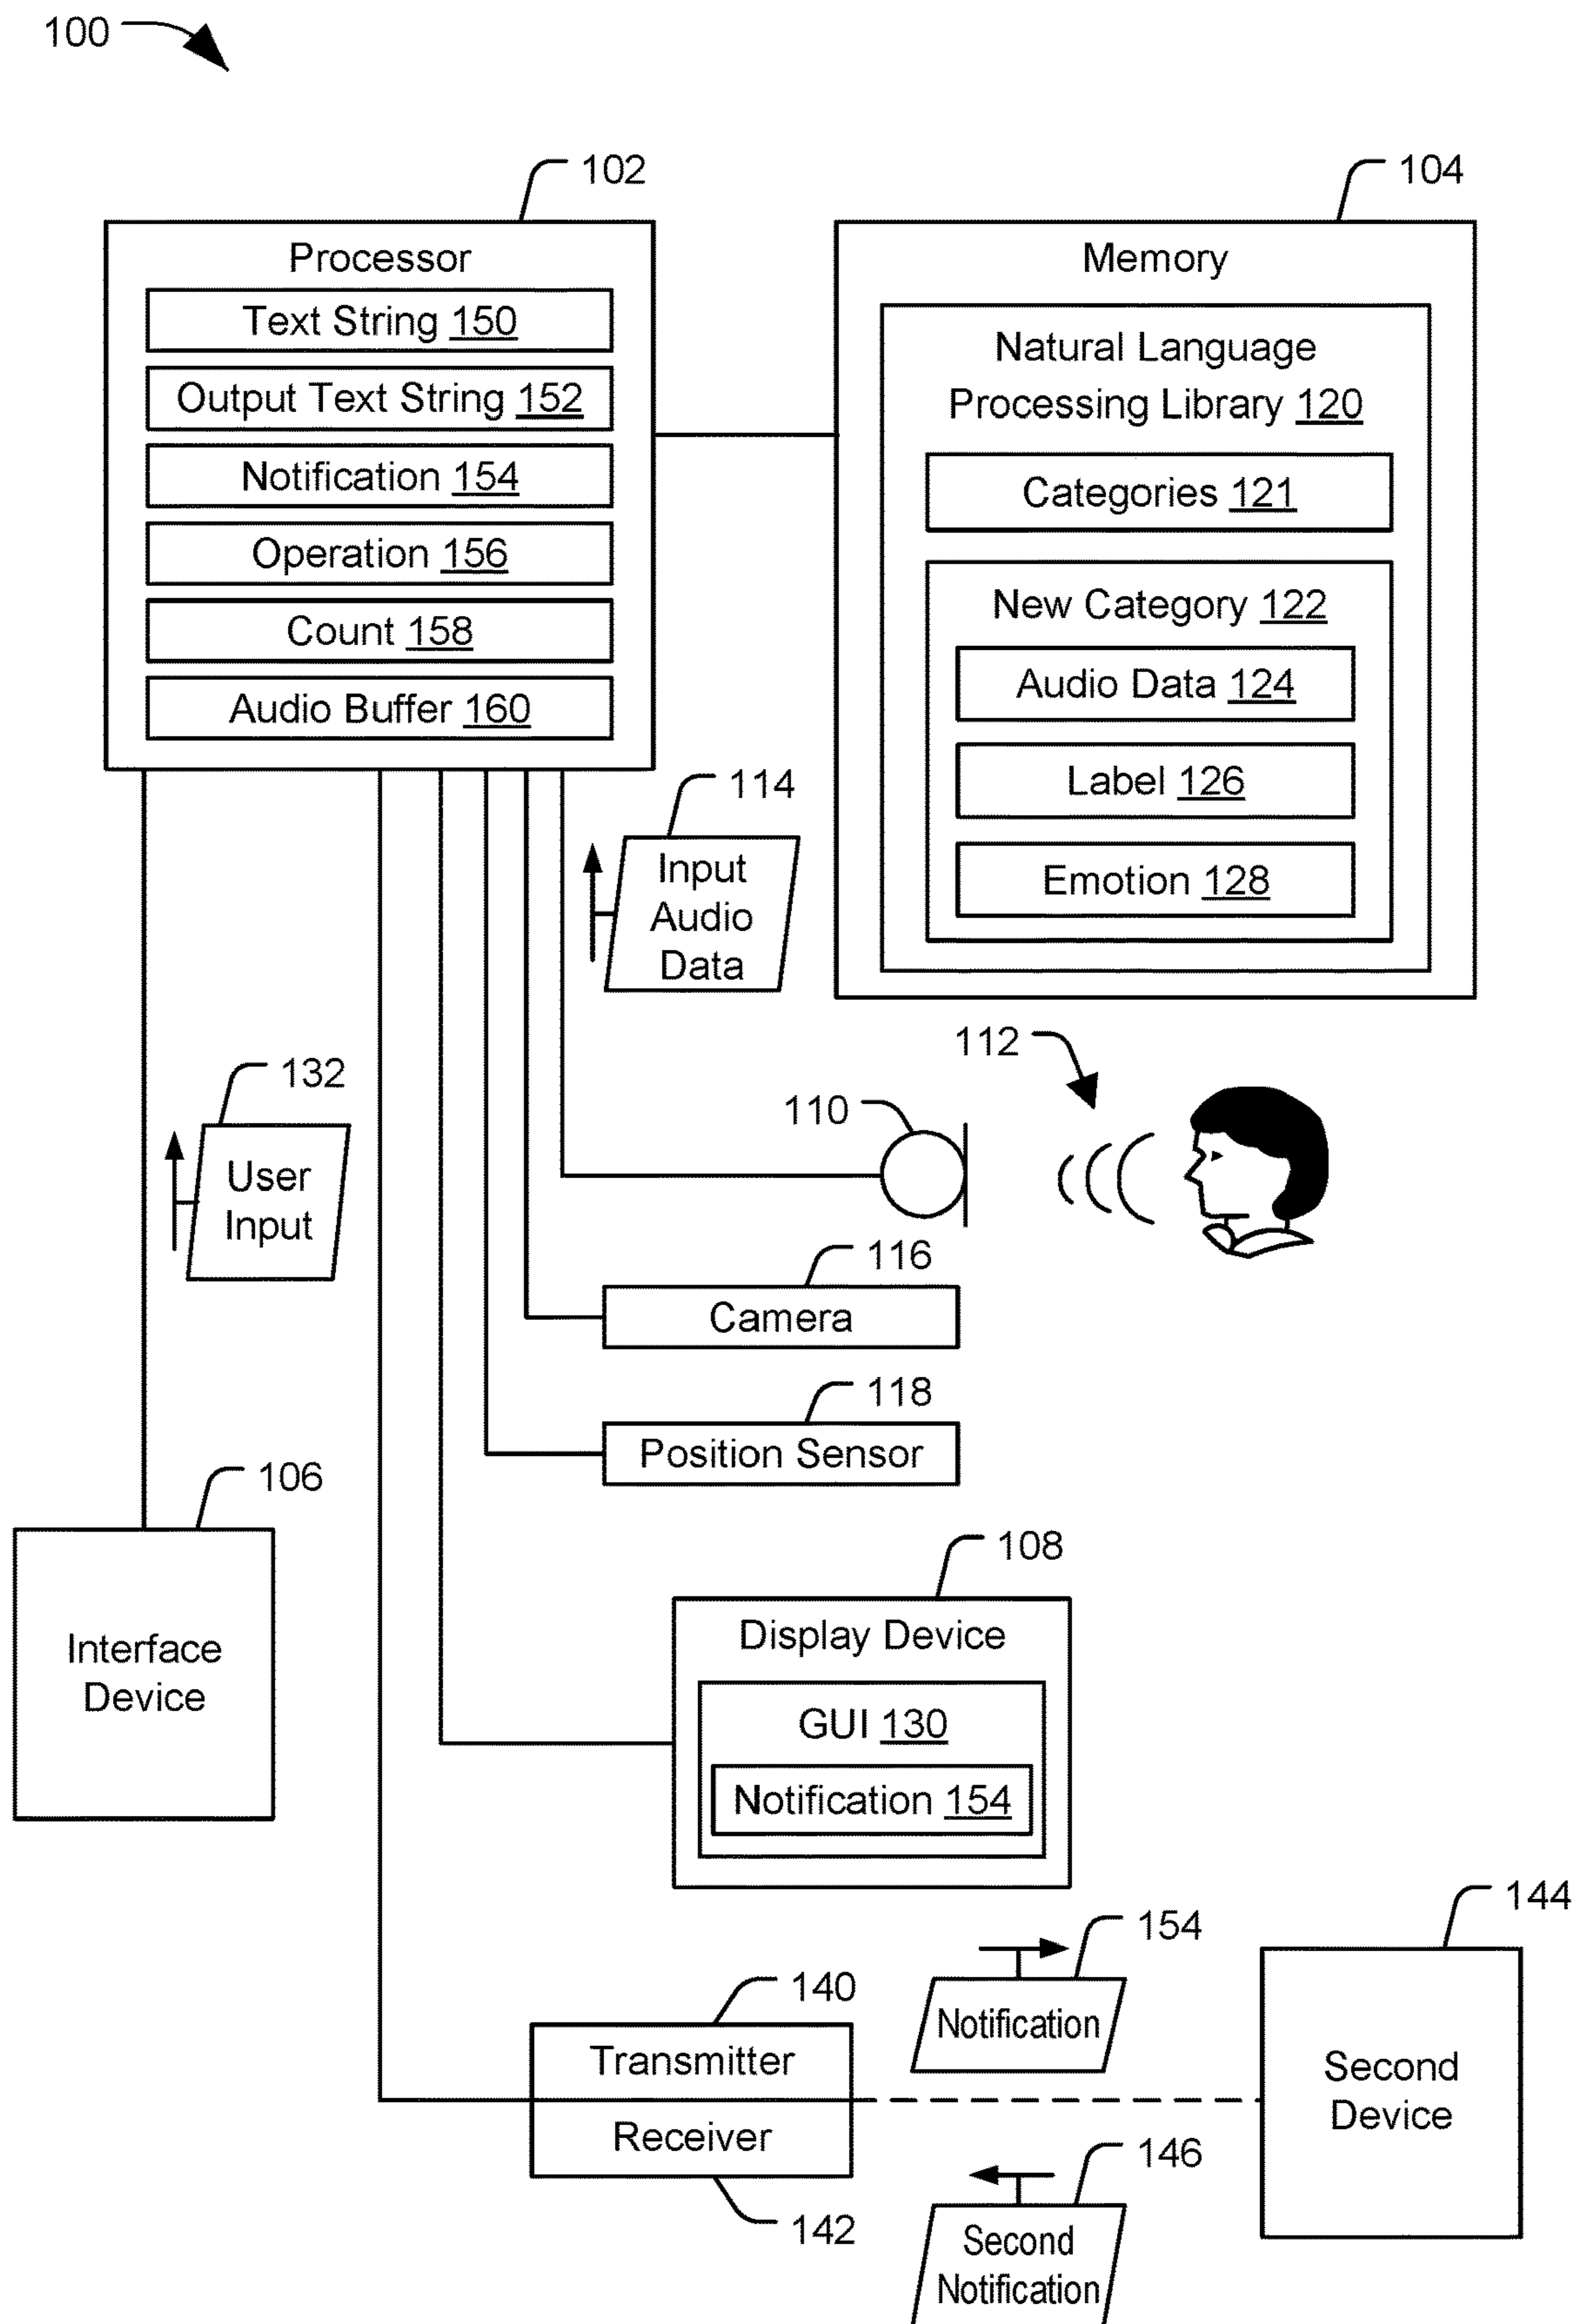 100
102
104
Processor
Text String 150
Output Text String 152
Notification 154
Operation 156
Count 158
Audio Buffer 160
Memory
Natural Language
Processing Library 120
Categories 121
New Category 122
Audio Data 124
Label 126
Emotion 128
114
Input
Audio
Data
112
132
User
Input
110
116
Camera
118
Position Sensor
106
Interface
Device
108
Display Device
GUI 130
Notification 154
144
154
Notification
140
Transmitter
Receiver
142
Second
Device
146
Second
Notification